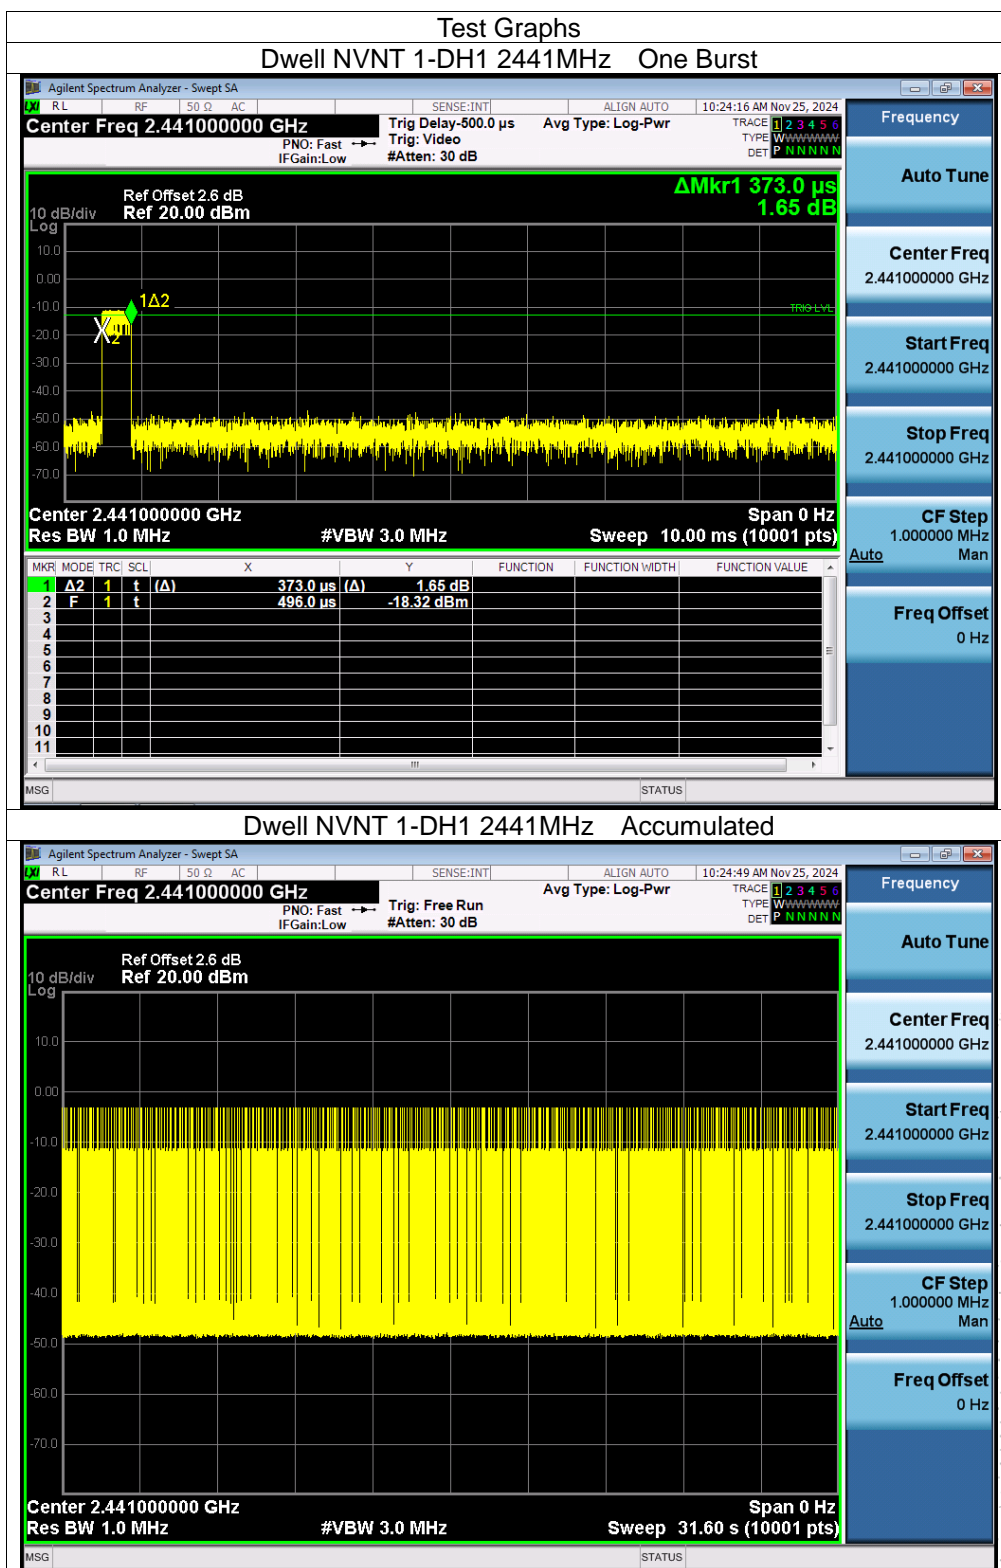 Test Graphs
Dwell NVNT 1-DH1 2441MHz One Burst
Agilent Spectrum Analyzer - Swept SA
LXI RL RF 50 Ω AC SENSE:INT ALIGN AUTO 10:24:16 AM Nov 25, 2024
Center Freq 2.441000000 GHz
PNO: Fast
IFGain:Low
Trig Delay-500.0 µs
Trig: Video
#Atten: 30 dB
Avg Type: Log-Pwr
TRACE 1 2 3 4 5 6
TYPE WWWWWWW
DET P N N N N N
Frequency
Auto Tune
Center Freq
2.441000000 GHz
Start Freq
2.441000000 GHz
Stop Freq
2.441000000 GHz
CF Step
1.000000 MHz
Auto Man
Freq Offset
0 Hz
ΔMkr1 373.0 µs
1.65 dB
Ref Offset 2.6 dB
10 dB/div Ref 20.00 dBm
Log
10.0
0.00
-10.0
-20.0
-30.0
-40.0
-50.0
-60.0
-70.0
1Δ2
X2
TRIG LVL
Center 2.441000000 GHz Span 0 Hz
Res BW 1.0 MHz #VBW 3.0 MHz Sweep 10.00 ms (10001 pts)
MKR MODE TRC SCL X Y FUNCTION FUNCTION WIDTH FUNCTION VALUE
1 Δ2 1 t (Δ) 373.0 µs (Δ) 1.65 dB
2 F 1 t 496.0 µs -18.32 dBm
3
4
5
6
7
8
9
10
11
MSG STATUS
Dwell NVNT 1-DH1 2441MHz Accumulated
Agilent Spectrum Analyzer - Swept SA
LXI RL RF 50 Ω AC SENSE:INT ALIGN AUTO 10:24:49 AM Nov 25, 2024
Center Freq 2.441000000 GHz
PNO: Fast
IFGain:Low
Trig: Free Run
#Atten: 30 dB
Avg Type: Log-Pwr
TRACE 1 2 3 4 5 6
TYPE WWWWWWW
DET P N N N N N
Frequency
Auto Tune
Center Freq
2.441000000 GHz
Start Freq
2.441000000 GHz
Stop Freq
2.441000000 GHz
CF Step
1.000000 MHz
Auto Man
Freq Offset
0 Hz
Ref Offset 2.6 dB
10 dB/div Ref 20.00 dBm
Log
10.0
0.00
-10.0
-20.0
-30.0
-40.0
-50.0
-60.0
-70.0
Center 2.441000000 GHz Span 0 Hz
Res BW 1.0 MHz #VBW 3.0 MHz Sweep 31.60 s (10001 pts)
MSG STATUS